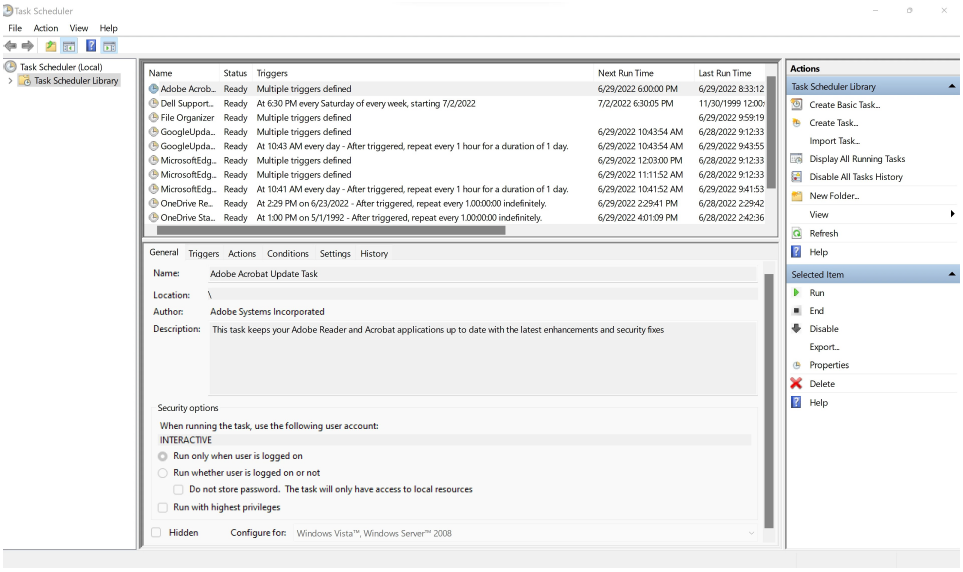 Task Scheduler
File Action View Help
Task Scheduler (Local)
Task Scheduler Library
Name Status Triggers Next Run Time Last Run Time
Adobe Acrob... Ready Multiple triggers defined 6/29/2022 6:00:00 PM 6/29/2022 8:33:12
Dell Support... Ready At 6:30 PM every Saturday of every week, starting 7/2/2022 7/2/2022 6:30:05 PM 11/30/1999 12:00:
File Organizer Ready Multiple triggers defined 6/29/2022 9:59:19
GoogleUpda... Ready Multiple triggers defined 6/29/2022 10:43:54 AM 6/28/2022 9:12:33
GoogleUpda... Ready At 10:43 AM every day - After triggered, repeat every 1 hour for a duration of 1 day. 6/29/2022 10:43:54 AM 6/29/2022 9:43:55
MicrosoftEdg... Ready Multiple triggers defined 6/29/2022 12:03:00 PM 6/28/2022 9:12:33
MicrosoftEdg... Ready Multiple triggers defined 6/29/2022 11:11:52 AM 6/28/2022 9:12:33
MicrosoftEdg... Ready At 10:41 AM every day - After triggered, repeat every 1 hour for a duration of 1 day. 6/29/2022 10:41:52 AM 6/29/2022 9:41:53
OneDrive Re... Ready At 2:29 PM on 6/23/2022 - After triggered, repeat every 1.00:00:00 indefinitely. 6/29/2022 2:29:41 PM 6/28/2022 2:29:42
OneDrive Sta... Ready At 1:00 PM on 5/1/1992 - After triggered, repeat every 1.00:00:00 indefinitely. 6/29/2022 4:01:09 PM 6/28/2022 2:42:36
General Triggers Actions Conditions Settings History
Name: Adobe Acrobat Update Task
Location: \
Author: Adobe Systems Incorporated
Description: This task keeps your Adobe Reader and Acrobat applications up to date with the latest enhancements and security fixes
Security options
When running the task, use the following user account:
INTERACTIVE
Run only when user is logged on
Run whether user is logged on or not
Do not store password. The task will only have access to local resources
Run with highest privileges
Hidden Configure for: Windows Vista™, Windows Server™ 2008
Actions
Task Scheduler Library
Create Basic Task...
Create Task...
Import Task...
Display All Running Tasks
Disable All Tasks History
New Folder...
View
Refresh
Help
Selected Item
Run
End
Disable
Export...
Properties
Delete
Help